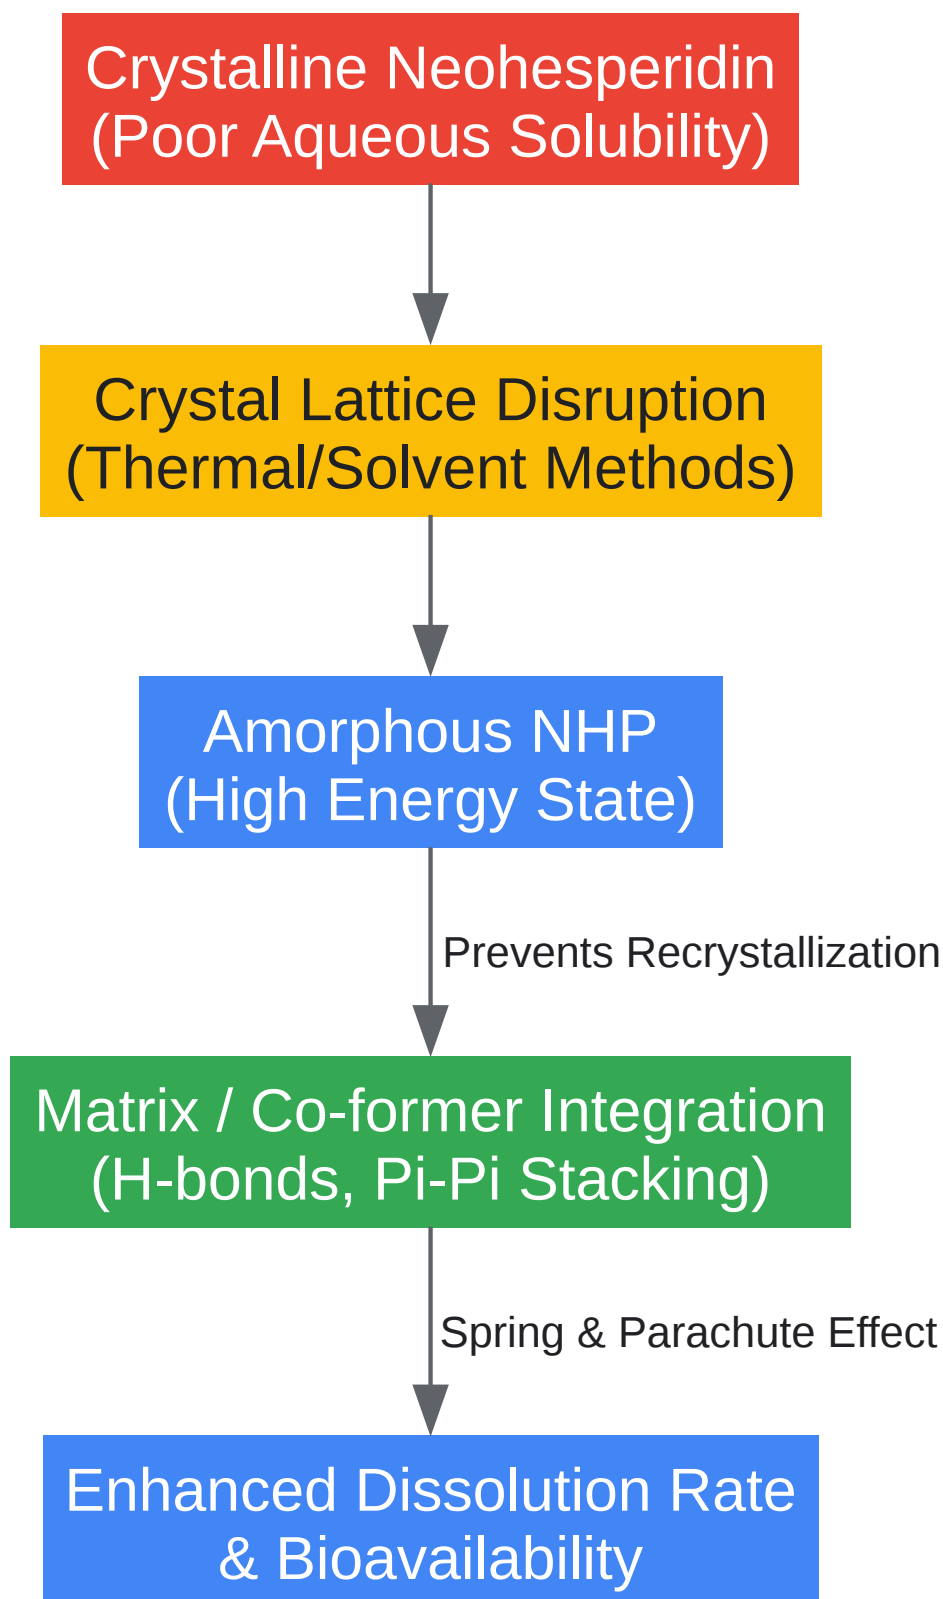 Crystalline Neohesperidin
(Poor Aqueous Solubility)
Crystal Lattice Disruption
(Thermal/Solvent Methods)
Amorphous NHP
(High Energy State)
Prevents Recrystallization
Matrix / Co-former Integration
(H-bonds, Pi-Pi Stacking)
Spring & Parachute Effect
Enhanced Dissolution Rate
& Bioavailability